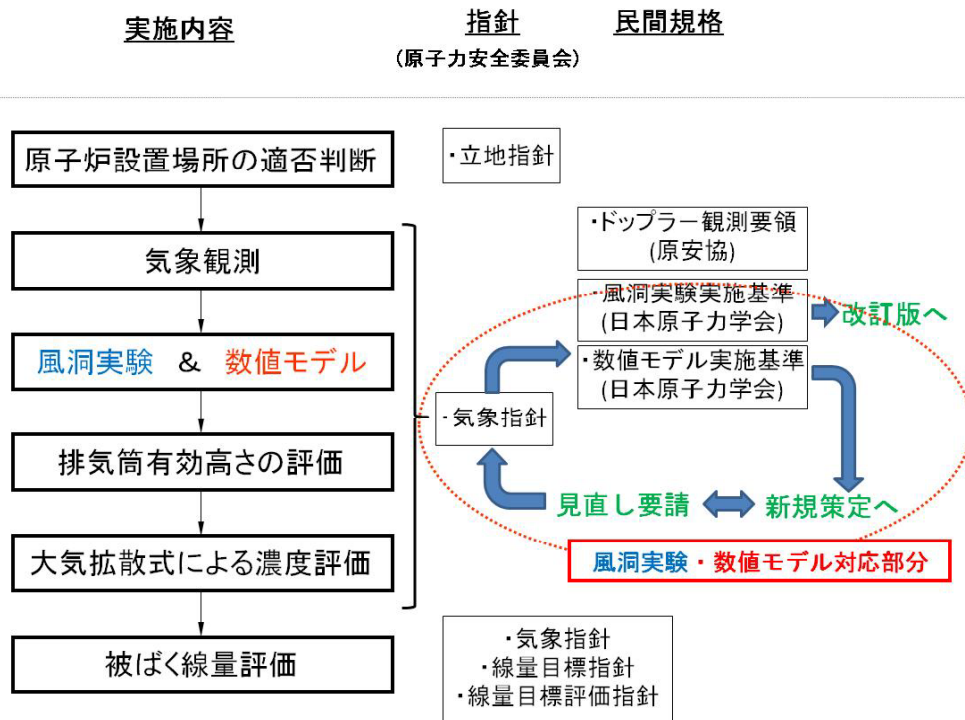 実施内容
指針
(原子力安全委員会)
民間規格
原子炉設置場所の適否判断
・立地指針
気象観測
・ドップラー観測要領
(原安協)
・風洞実験実施基準
(日本原子力学会)
改訂版へ
風洞実験 & 数値モデル
・数値モデル実施基準
(日本原子力学会)
・気象指針
排気筒有効高さの評価
見直し要請
新規策定へ
大気拡散式による濃度評価
風洞実験・数値モデル対応部分
被ばく線量評価
・気象指針
・線量目標指針
・線量目標評価指針